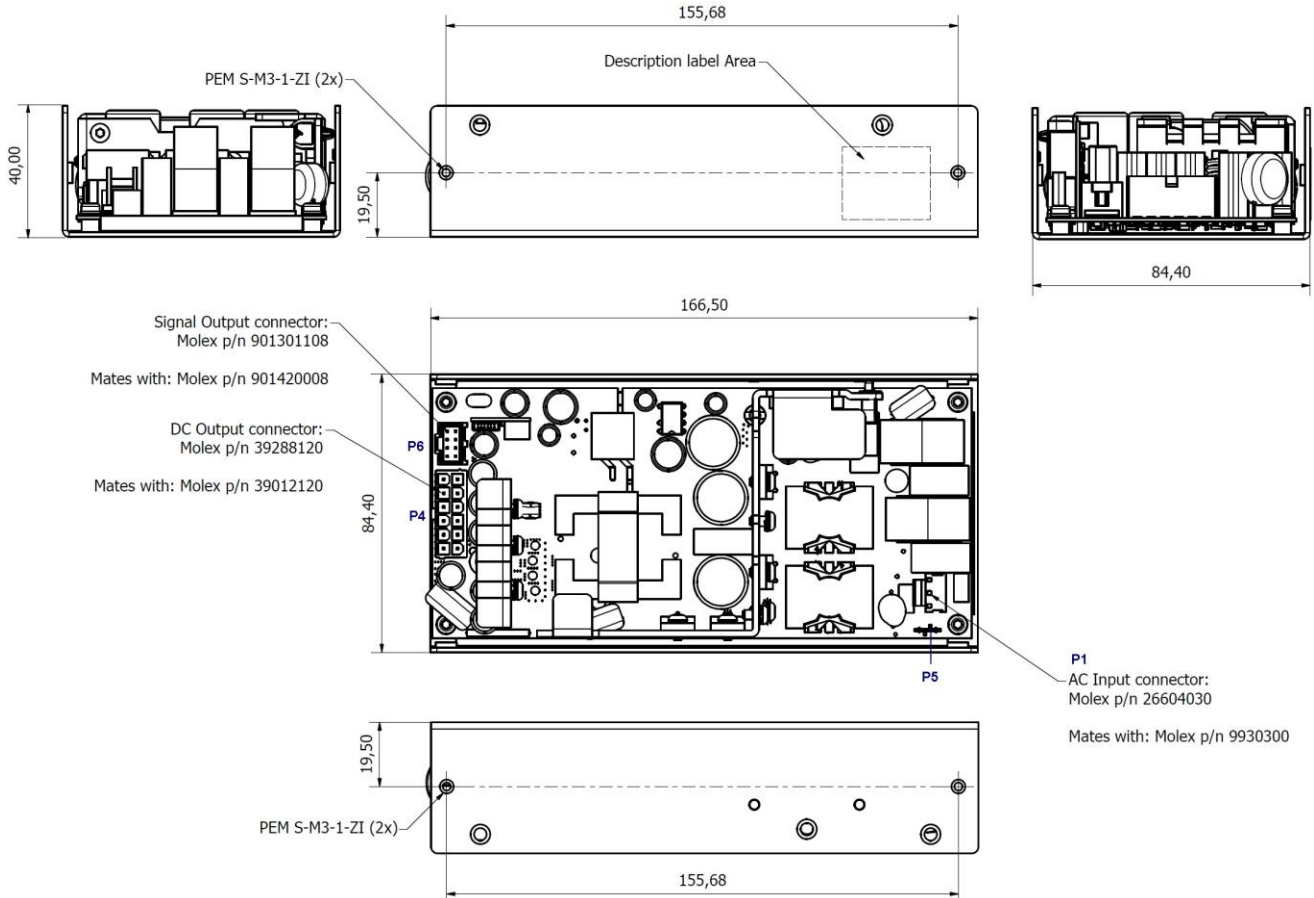 155,68
Description label Area
PEM S-M3-1-ZI (2x)
40,00
19,50
84,40
166,50
Signal Output connector:
Molex p/n 901301108
Mates with: Molex p/n 901420008
DC Output connector:
Molex p/n 39288120
Mates with: Molex p/n 39012120
P6
P4
84,40
P5
P1
AC Input connector:
Molex p/n 26604030
Mates with: Molex p/n 9930300
19,50
PEM S-M3-1-ZI (2x)
155,68